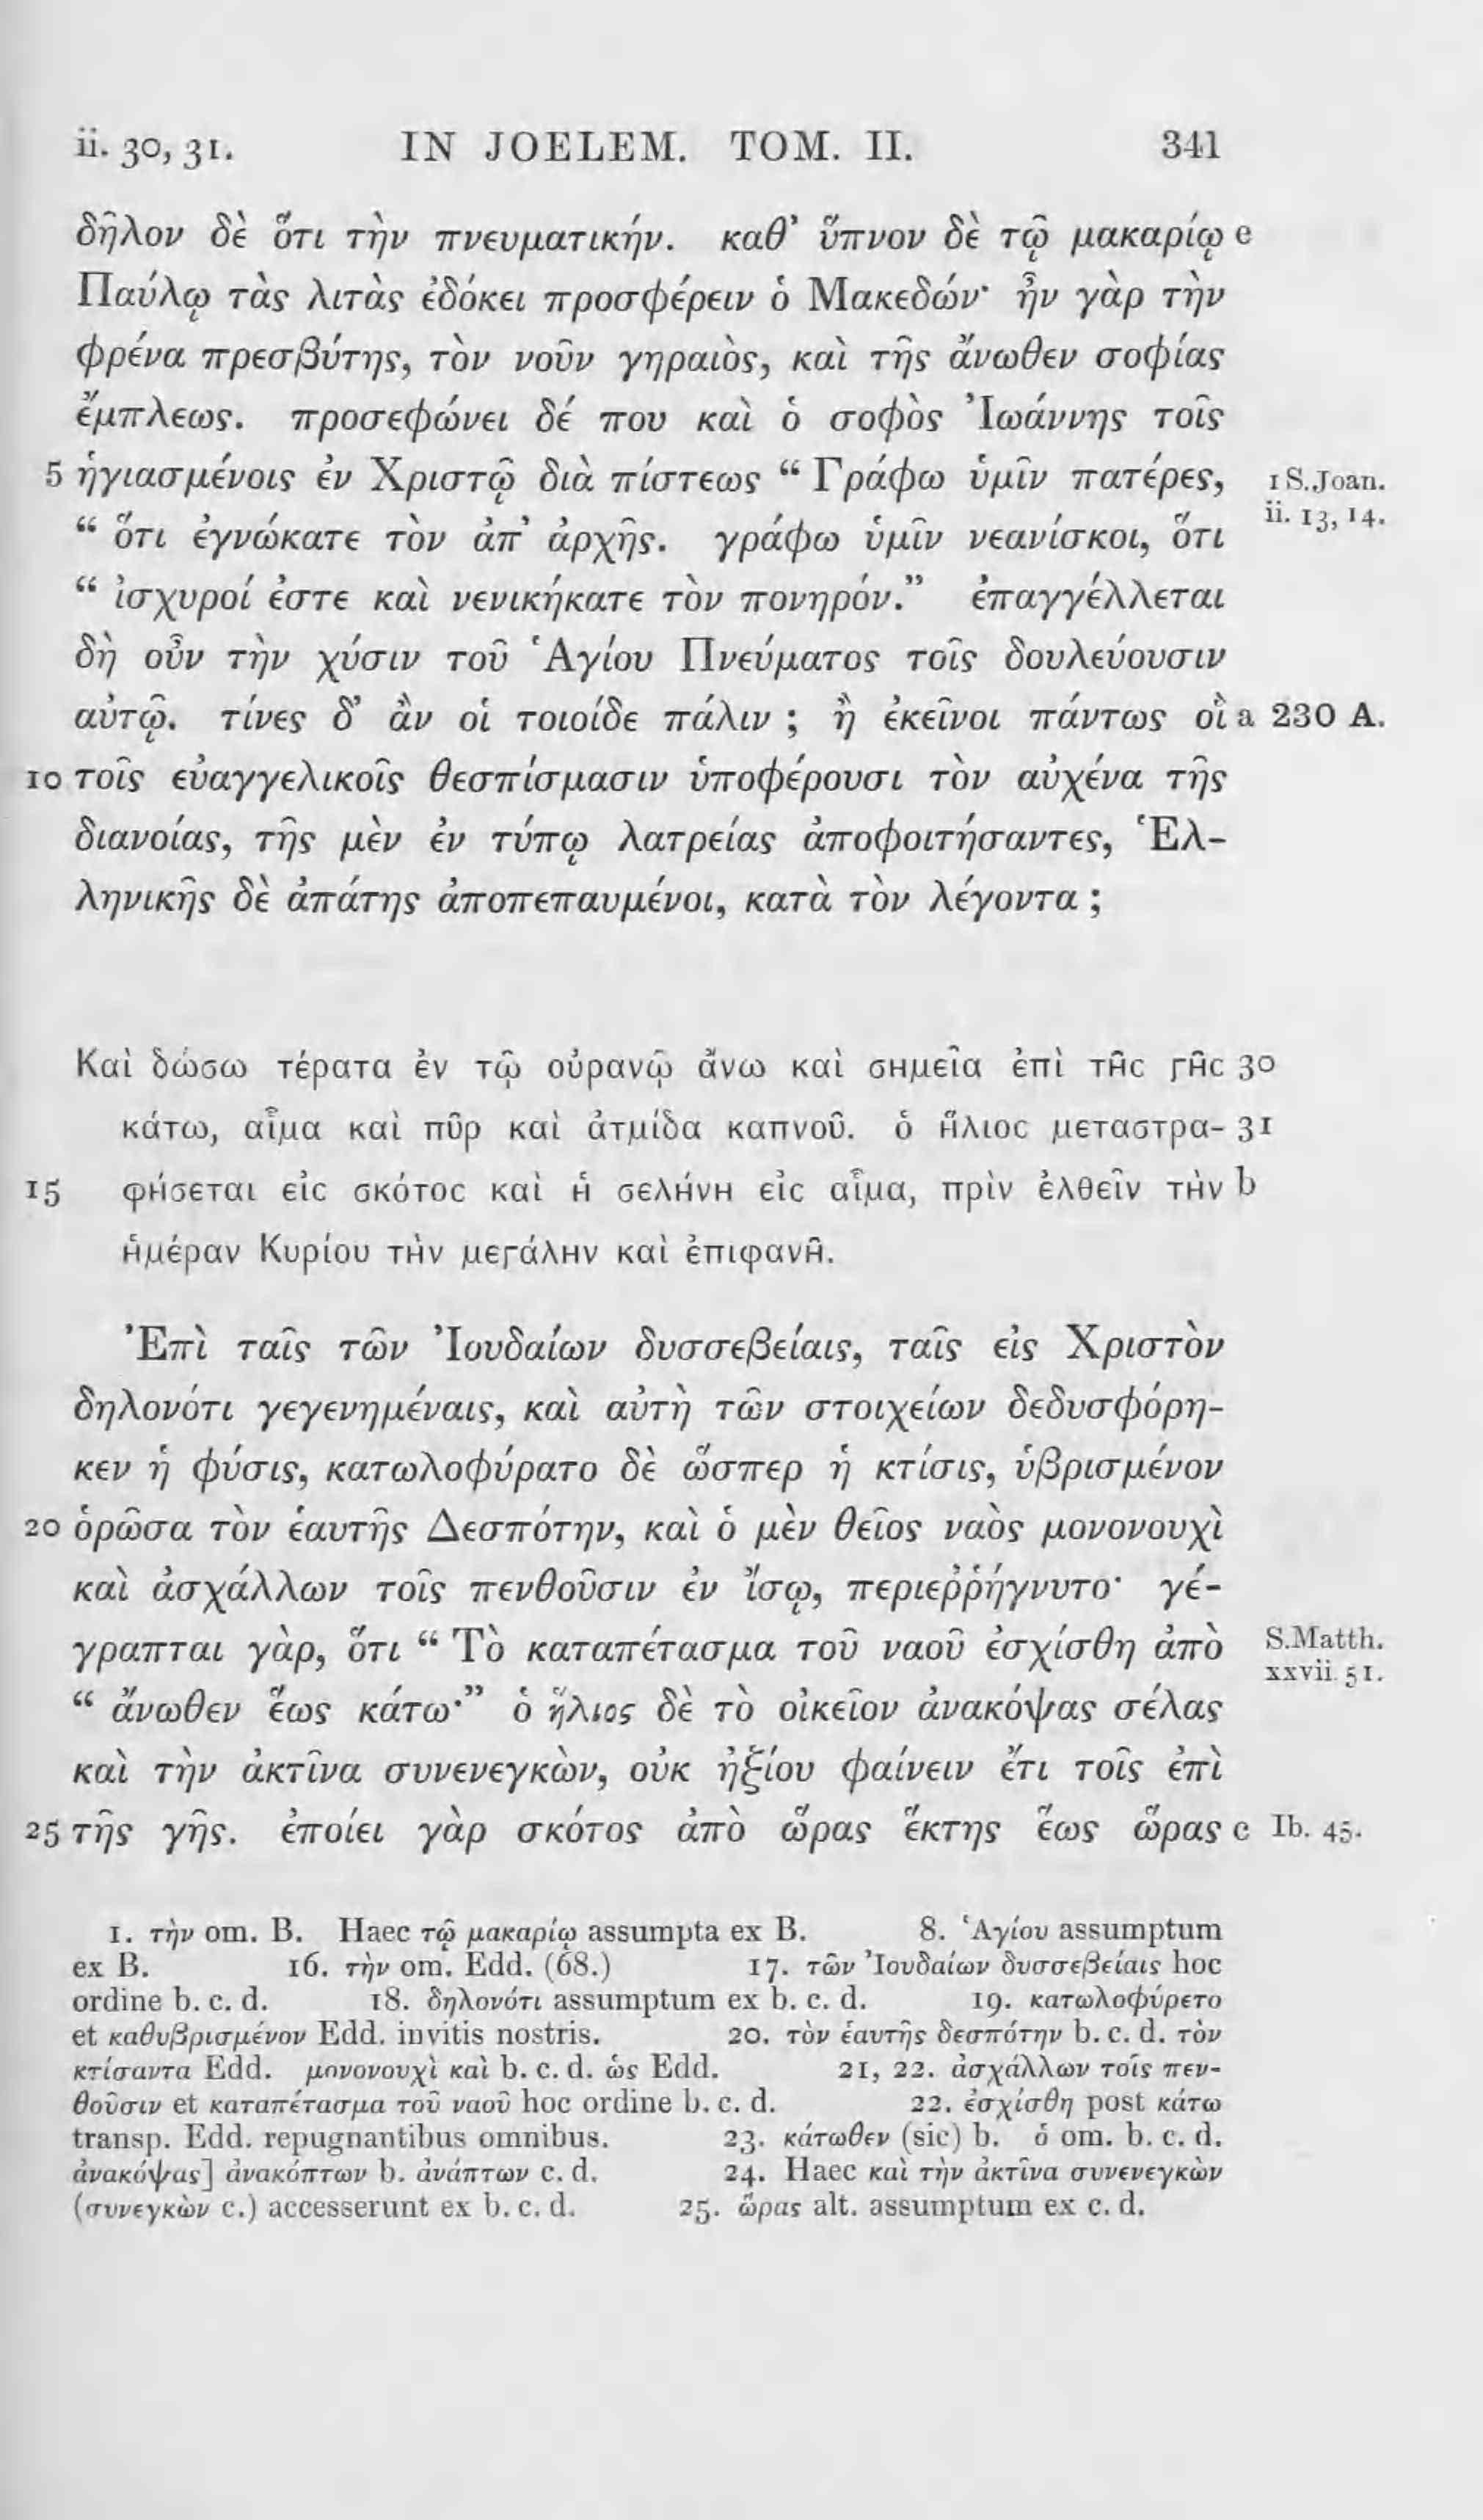 ii. 30, 31. IN JOELEM. TOM. II. 341
δῆλον δὲ ὅτι τὴν πνευματικήν. καθ’ ὕπνον δὲ τῷ μακαρίῳ e
Παύλῳ τὰς λιτὰς ἐδόκει προσφέρειν ὁ Μακεδών· ἦν γὰρ τὴν
φρένα πρεσβύτης, τὸν νοῦν γηραιὸς, καὶ τῆς ἄνωθεν σοφίας
ἔμπλεως. προσεφώνει δέ που καὶ ὁ σοφὸς Ἰωάννης τοῖς
5 ἡγιασμένοις ἐν Χριστῷ διὰ πίστεως “ Γράφω ὑμῖν πατέρες, 1 S. Joan.
“ ὅτι ἐγνώκατε τὸν ἀπ’ ἀρχῆς. γράφω ὑμῖν νεανίσκοι, ὅτι ii. 13, 14.
“ ἰσχυροί ἐστε καὶ νενικήκατε τὸν πονηρόν.” ἐπαγγέλλεται
δὴ οὖν τὴν χύσιν τοῦ Ἁγίου Πνεύματος τοῖς δουλεύουσιν
αὐτῷ. τίνες δ’ ἂν οἱ τοιοίδε πάλιν ; ἢ ἐκεῖνοι πάντως οἳ a 230 A.
10 τοῖς εὐαγγελικοῖς θεσπίσμασιν ὑποφέρουσι τὸν αὐχένα τῆς
διανοίας, τῆς μὲν ἐν τύπῳ λατρείας ἀποφοιτήσαντες, Ἑλ-
ληνικῆς δὲ ἀπάτης ἀποπεπαυμένοι, κατὰ τὸν λέγοντα ;
Καὶ δώσω τέρατα ἐν τῷ οὐρανῷ ἄνω καὶ σημεῖα ἐπὶ τῆς γῆς 30
κάτω, αἷμα καὶ πῦρ καὶ ἀτμίδα καπνοῦ. ὁ ἥλιος μεταστρα- 31
15 φήσεται εἰς σκότος καὶ ἡ σελήνη εἰς αἷμα, πρὶν ἐλθεῖν τὴν b
ἡμέραν Κυρίου τὴν μεγάλην καὶ ἐπιφανῆ.
Ἐπὶ ταῖς τῶν Ἰουδαίων δυσσεβείαις, ταῖς εἰς Χριστὸν
δηλονότι γεγενημέναις, καὶ αὐτὴ τῶν στοιχείων δεδυσφόρη-
κεν ἡ φύσις, κατωλοφύρατο δὲ ὥσπερ ἡ κτίσις, ὑβρισμένον
20 ὁρῶσα τὸν ἑαυτῆς Δεσπότην, καὶ ὁ μὲν θεῖος ναὸς μονονουχὶ
καὶ ἀσχάλλων τοῖς πενθοῦσιν ἐν ἴσῳ, περιεῤῥήγνυτο· γέ-
γραπται γὰρ, ὅτι “ Τὸ καταπέτασμα τοῦ ναοῦ ἐσχίσθη ἀπὸ S. Matth.
“ ἄνωθεν ἕως κάτω·” ὁ ἥλιος δὲ τὸ οἰκεῖον ἀνακόψας σέλας xxvii. 51.
καὶ τὴν ἀκτῖνα συνενεγκὼν, οὐκ ἠξίου φαίνειν ἔτι τοῖς ἐπὶ
25 τῆς γῆς. ἐποίει γὰρ σκότος ἀπὸ ὥρας ἕκτης ἕως ὥρας c Ib. 45.
1. τὴν om. B. Haec τῷ μακαρίῳ assumpta ex B. 8. Ἁγίου assumptum
ex B. 16. τὴν om. Edd. (68.) 17. τῶν Ἰουδαίων δυσσεβείαις hoc
ordine b. c. d. 18. δηλονότι assumptum ex b. c. d. 19. κατωλοφύρετο
et καθυβρισμένον Edd. invitis nostris. 20. τὸν ἑαυτῆς δεσπότην b. c. d. τὸν
κτίσαντα Edd. μονονουχὶ καὶ b. c. d. ὡς Edd. 21, 22. ἀσχάλλων τοῖς πεν-
θοῦσιν et καταπέτασμα τοῦ ναοῦ hoc ordine b. c. d. 22. ἐσχίσθη post κάτω
transp. Edd. repugnantibus omnibus. 23. κάτωθεν (sic) b. ὁ om. b. c. d.
ἀνακόψας] ἀνακόπτων b. ἀνάπτων c. d. 24. Haec καὶ τὴν ἀκτῖνα συνενεγκὼν
(συνεγκὼν c.) accesserunt ex b. c. d. 25. ὥρας alt. assumptum ex c. d.